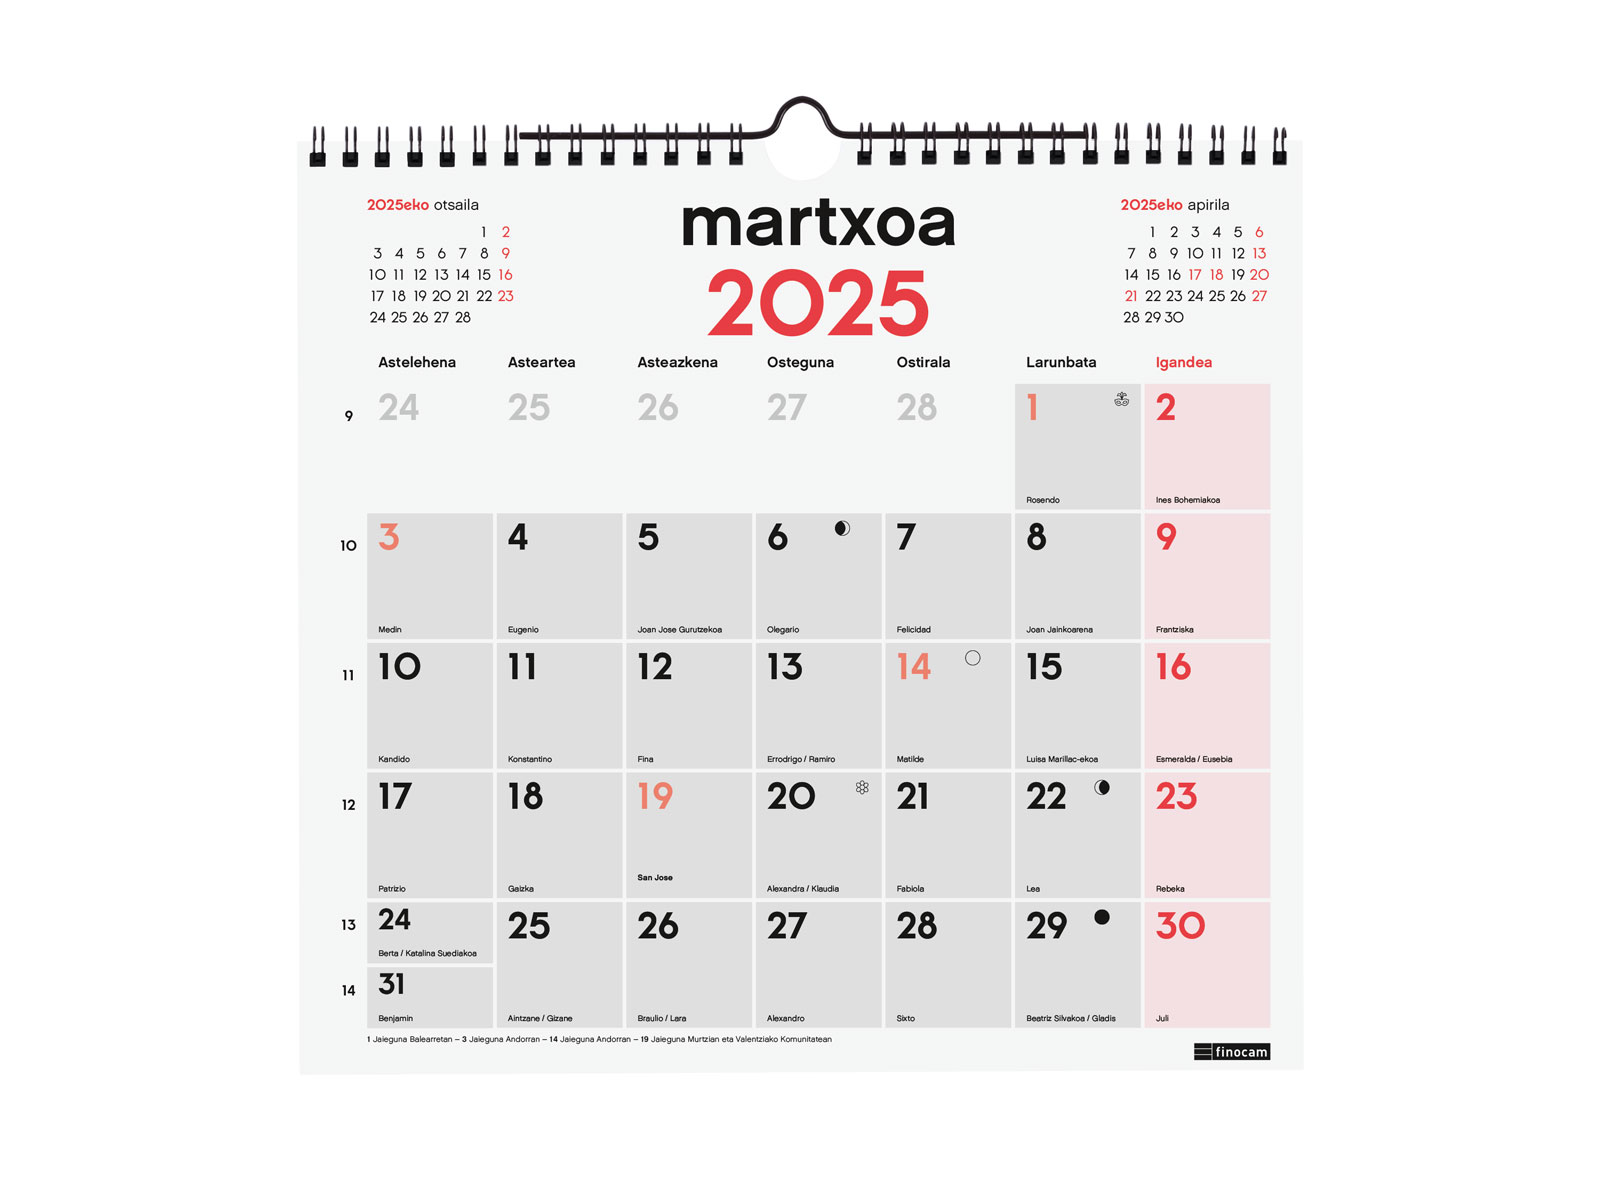 2025eko otsaila
1 2
3 4 5 6 7 8 9
10 11 12 13 14 15 16
17 18 19 20 21 22 23
24 25 26 27 28
martxoa
2025
2025eko apirila
1 2 3 4 5 6
7 8 9 10 11 12 13
14 15 16 17 18 19 20
21 22 23 24 25 26 27
28 29 30
Astelehena Asteartea Asteazkena Osteguna Ostirala Larunbata Igandea
9 24 25 26 27 28 1 2
Rosendo Ines Bohemiakoa
10 3 4 5 6 7 8 9
Medin Eugenio Joan Jose Gurutzekoa Olegario Felicidad Joan Jainkoarena Frantziska
11 10 11 12 13 14 15 16
Kandido Konstantino Fina Errodrigo / Ramiro Matilde Luisa Marillac-ekoa Esmeralda / Eusebia
12 17 18 19 20 21 22 23
San Jose
Patrizio Gaizka Alexandra / Klaudia Fabiola Lea Rebeka
13 24 25 26 27 28 29 30
Berta / Katalina Suediakoa
14 31
Benjamin Aintzane / Gizane Braulio / Lara Alexandro Sixto Beatriz Silvakoa / Gladis Juli
1 Jaieguna Balearretan – 3 Jaieguna Andorran – 14 Jaieguna Andorran – 19 Jaieguna Murtzian eta Valentziako Komunitatean
finocam